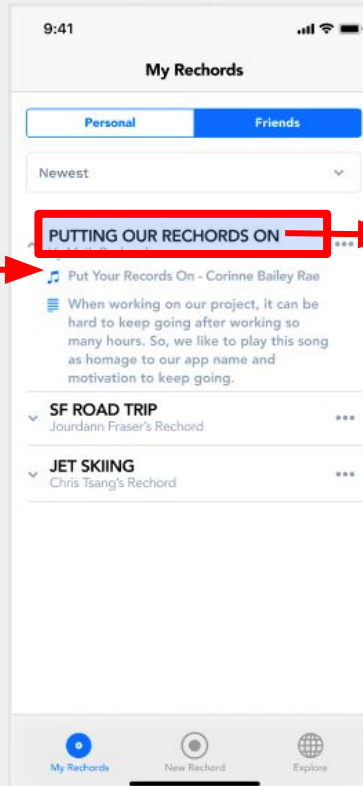 9:41
My Rechords
Personal
Friends
Newest
PUTTING OUR RECHORDS ON
Put Your Records On - Corinne Bailey Rae
When working on our project, it can be
hard to keep going after working so
many hours. So, we like to play this song
as homage to our app name and
motivation to keep going.
SF ROAD TRIP
Jourdann Fraser's Rechord
JET SKIING
Chris Tsang's Rechord
My Rechords
New Rechord
Explore